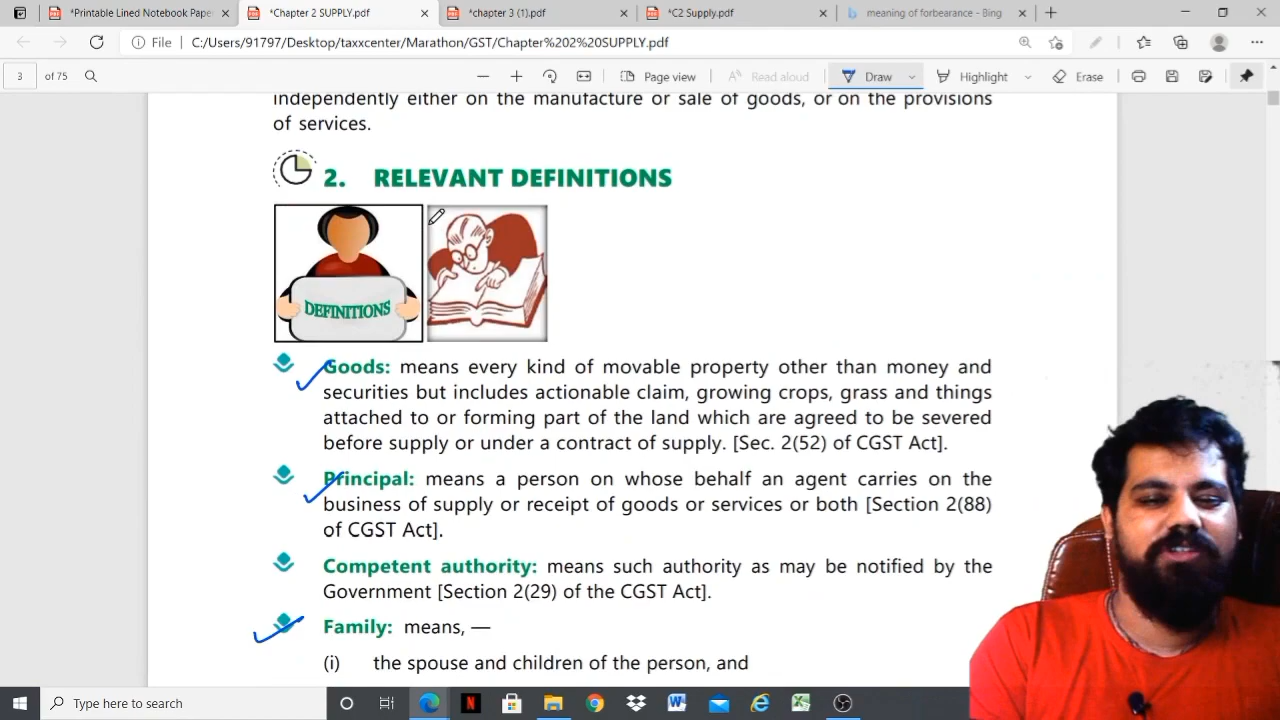 *Printable Lined Notebook Paper
*Chapter 2 SUPPLY.pdf
*chapter 3 (1).pdf
*C2 Supply.pdf
meaning of forbearance - Bing
File
C:/Users/91797/Desktop/taxxcenter/Marathon/GST/Chapter%202%20SUPPLY.pdf
3 of 75
Page view
Read aloud
Draw
Highlight
Erase
independently either on the manufacture or sale of goods, or on the provisions
of services.
2. RELEVANT DEFINITIONS
DEFINITIONS
Goods: means every kind of movable property other than money and
securities but includes actionable claim, growing crops, grass and things
attached to or forming part of the land which are agreed to be severed
before supply or under a contract of supply. [Sec. 2(52) of CGST Act].
Principal: means a person on whose behalf an agent carries on the
business of supply or receipt of goods or services or both [Section 2(88)
of CGST Act].
Competent authority: means such authority as may be notified by the
Government [Section 2(29) of the CGST Act].
Family: means, —
(i) the spouse and children of the person, and
Type here to search